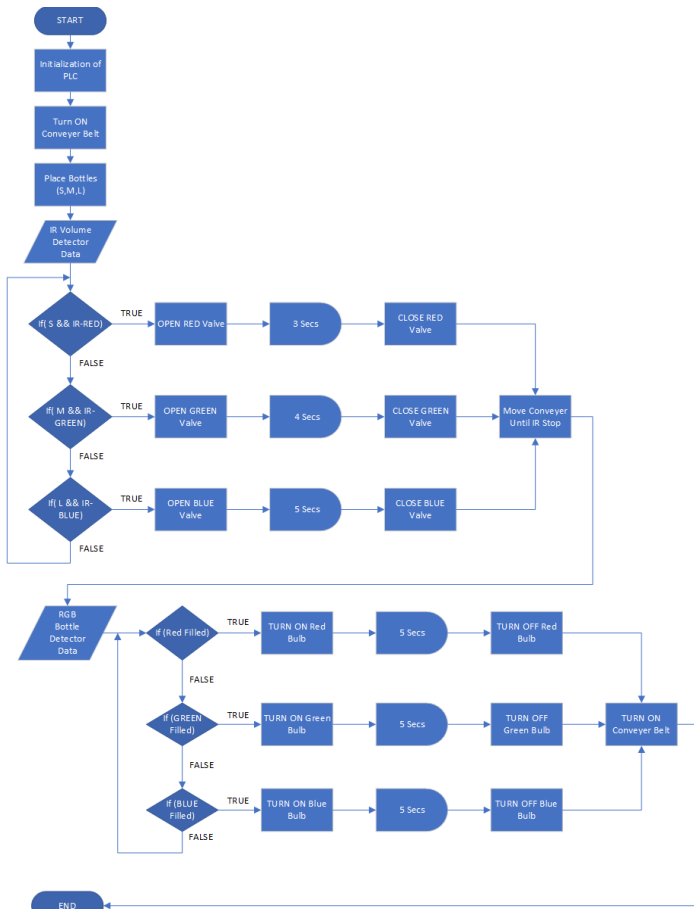 START
Initialization of
PLC
Turn ON
Conveyer Belt
Place Bottles
(S,M,L)
IR Volume
Detector
Data
If( S && IR-RED)
TRUE
OPEN RED Valve
3 Secs
CLOSE RED
Valve
FALSE
If( M && IR-
GREEN)
TRUE
OPEN GREEN
Valve
4 Secs
CLOSE GREEN
Valve
Move Conveyer
Until IR Stop
FALSE
If( L && IR-
BLUE)
TRUE
OPEN BLUE
Valve
5 Secs
CLOSE BLUE
Valve
FALSE
RGB
Bottle
Detector
Data
If (Red Filled)
TRUE
TURN ON Red
Bulb
5 Secs
TURN OFF Red
Bulb
FALSE
If (GREEN
Filled)
TRUE
TURN ON Green
Bulb
5 Secs
TURN OFF
Green Bulb
TURN ON
Conveyer Belt
FALSE
If (BLUE
Filled)
TRUE
TURN ON Blue
Bulb
5 Secs
TURN OFF Blue
Bulb
FALSE
END